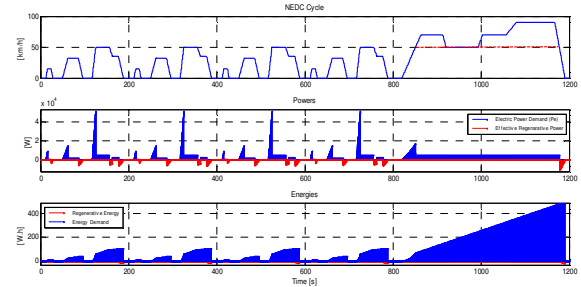 NEDC Cycle
100
50
0
[km/h]
0 200 400 600 800 1000 1200
Powers
x 10⁴
4
2
0
[W]
Electric Power Demand (Pe)
Effective Regenerative Power
0 200 400 600 800 1000 1200
Energies
400
200
0
[W.h]
Regenerative Energy
Energy Demand
0 200 400 600 800 1000 1200
Time [s]